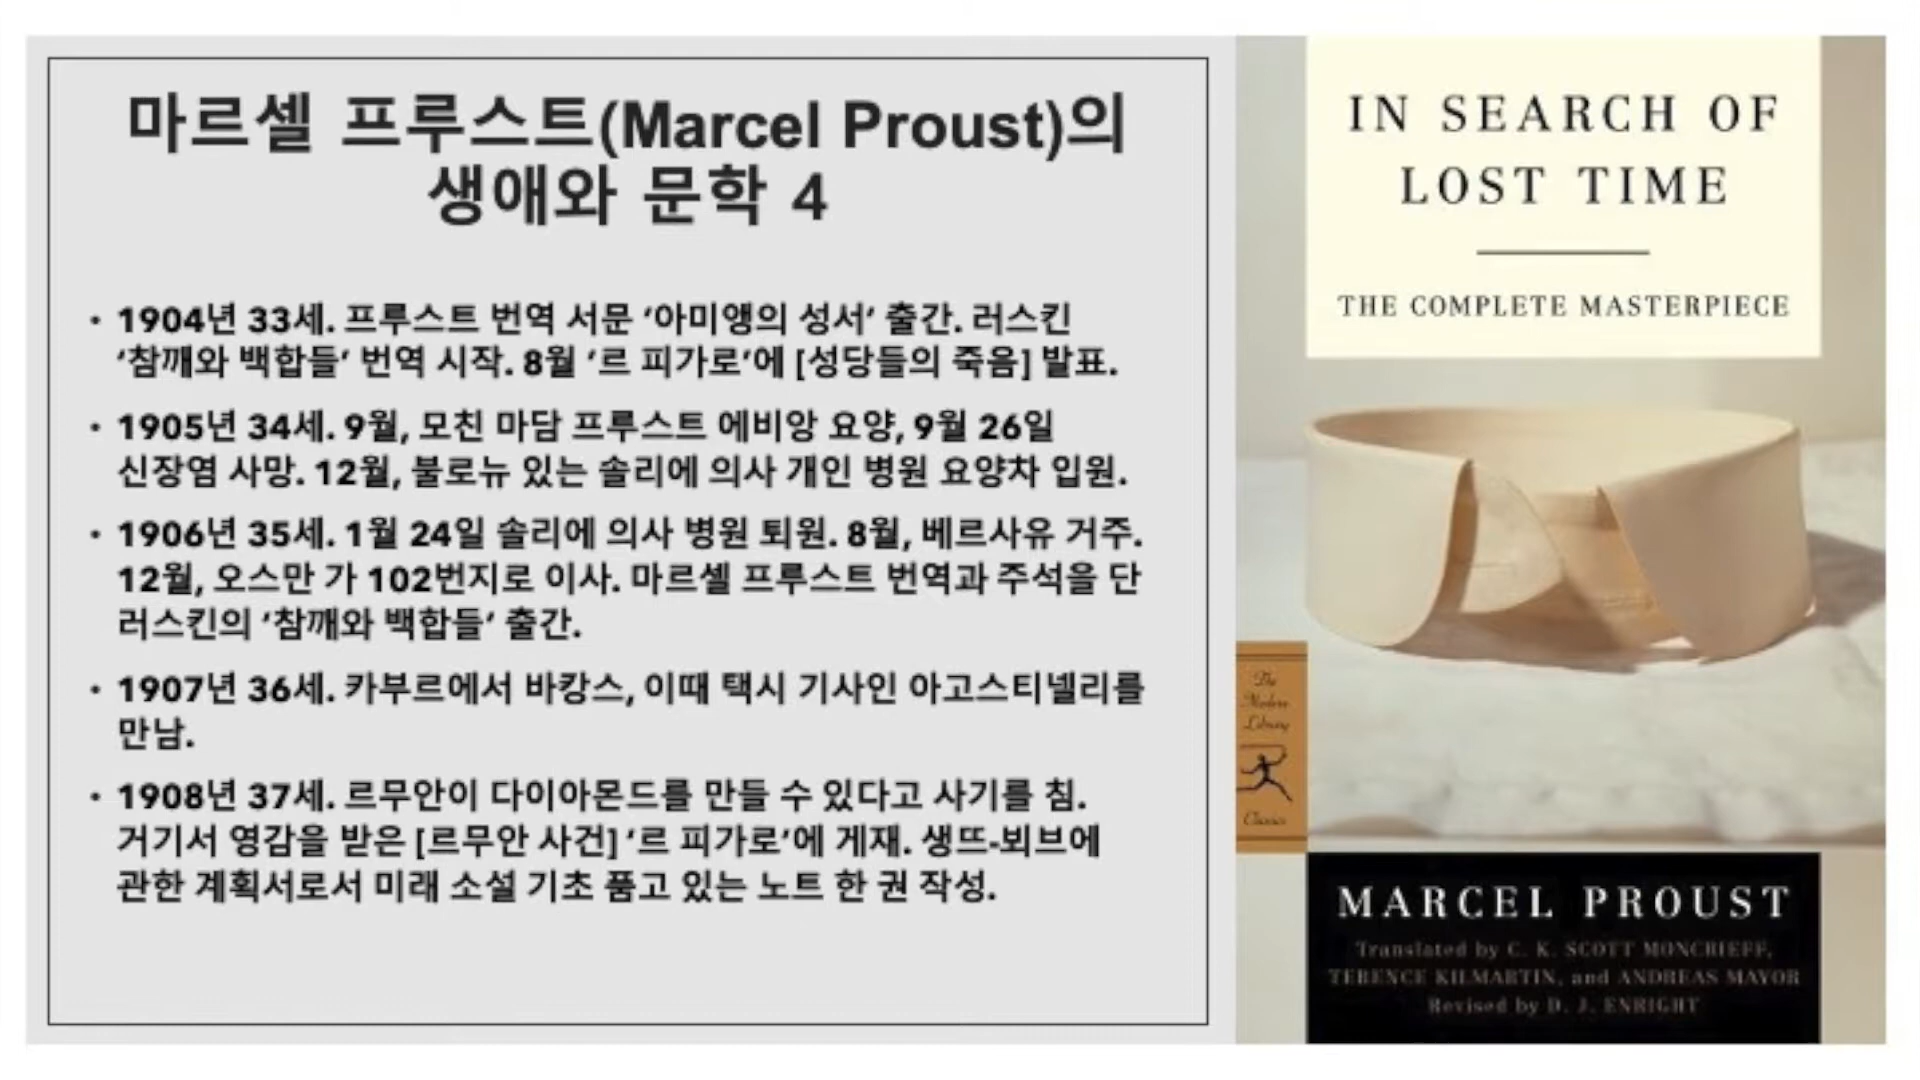 마르셀 프루스트(Marcel Proust)의
생애와 문학 4
• 1904년 33세. 프루스트 번역 서문 ‘아미앵의 성서’ 출간. 러스킨
‘참깨와 백합들’ 번역 시작. 8월 ‘르 피가로’에 [성당들의 죽음] 발표.
• 1905년 34세. 9월, 모친 마담 프루스트 에비앙 요양, 9월 26일
신장염 사망. 12월, 불로뉴 있는 솔리에 의사 개인 병원 요양차 입원.
• 1906년 35세. 1월 24일 솔리에 의사 병원 퇴원. 8월, 베르사유 거주.
12월, 오스만 가 102번지로 이사. 마르셀 프루스트 번역과 주석을 단
러스킨의 ‘참깨와 백합들’ 출간.
• 1907년 36세. 카부르에서 바캉스, 이때 택시 기사인 아고스티넬리를
만남.
• 1908년 37세. 르무안이 다이아몬드를 만들 수 있다고 사기를 침.
거기서 영감을 받은 [르무안 사건] ‘르 피가로’에 게재. 생뜨-뵈브에
관한 계획서로서 미래 소설 기초 품고 있는 노트 한 권 작성.
IN SEARCH OF
LOST TIME
THE COMPLETE MASTERPIECE
The
Modern
Library
Classics
MARCEL PROUST
Translated by C. K. SCOTT MONCRIEFF,
TERENCE KILMARTIN, and ANDREAS MAYOR
Revised by D. J. ENRIGHT